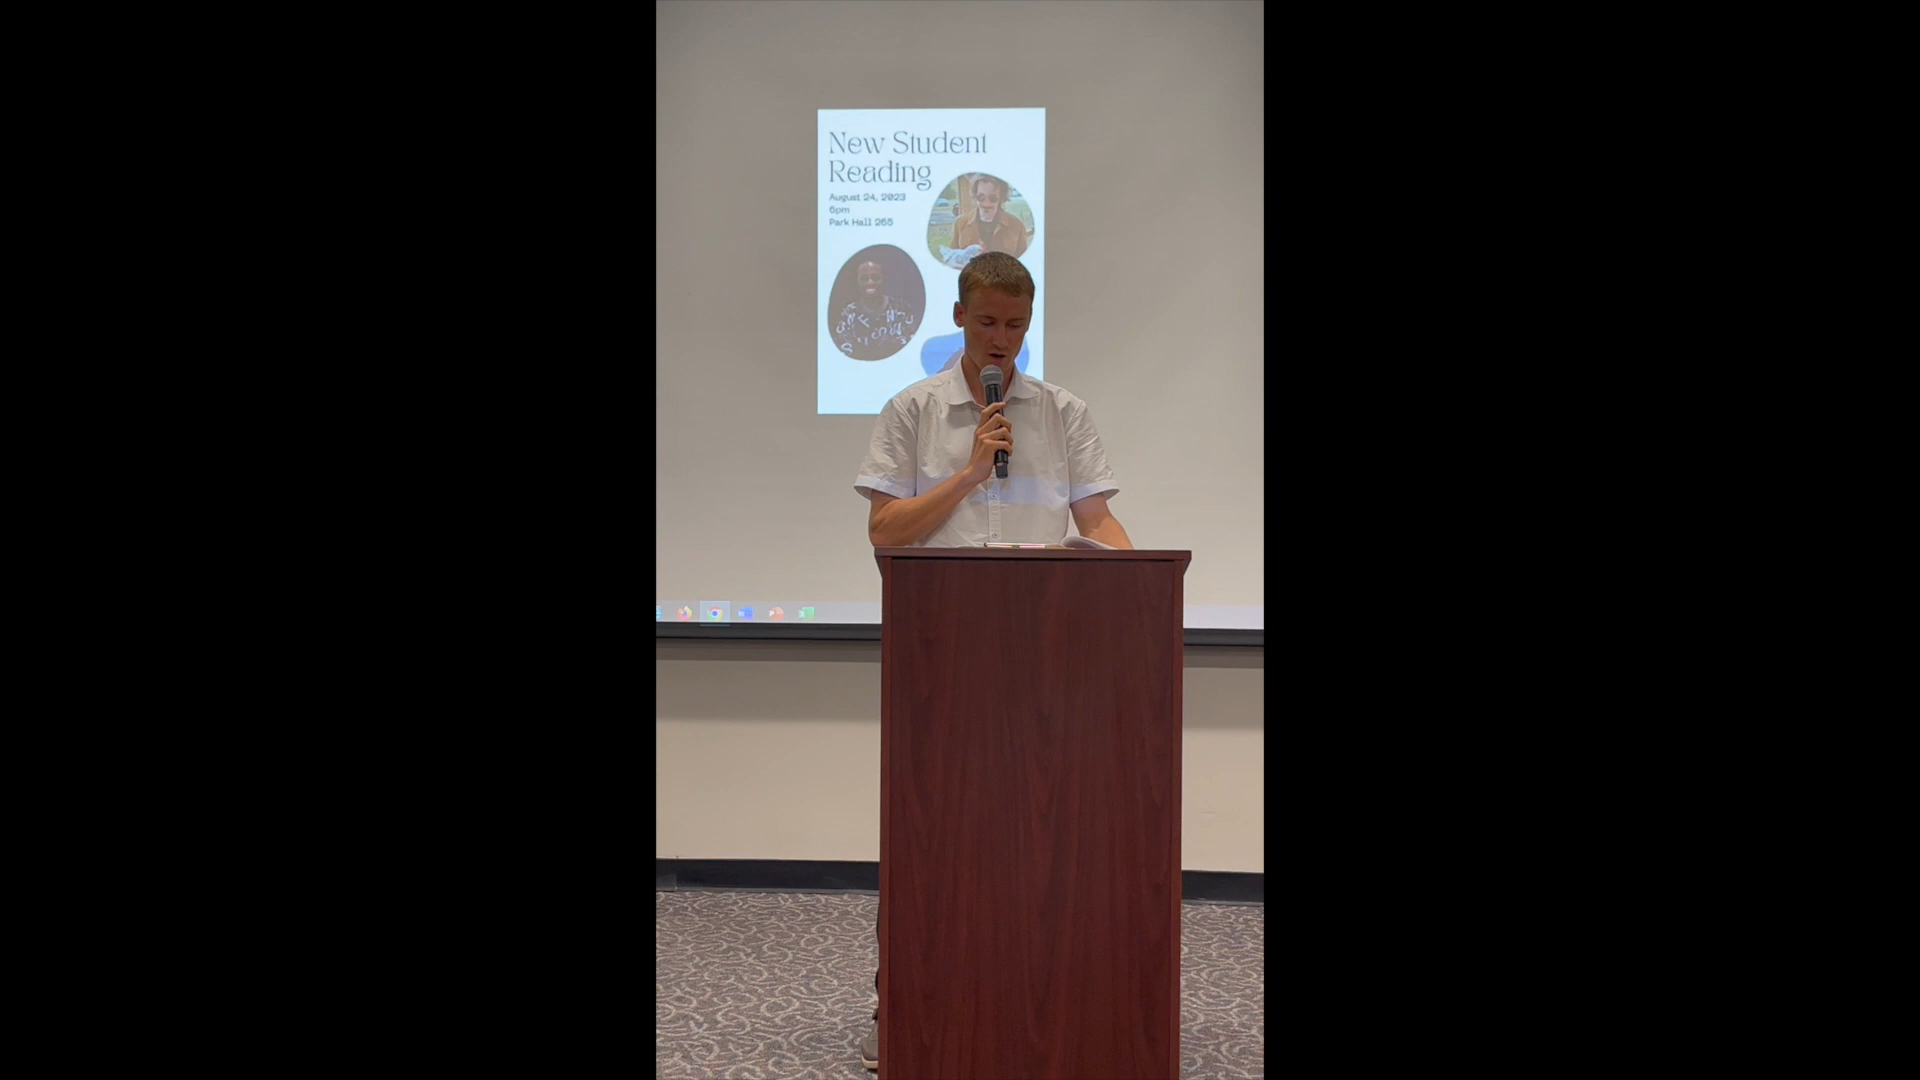 New Student
Reading
August 24, 2023
6pm
Park Hall 265